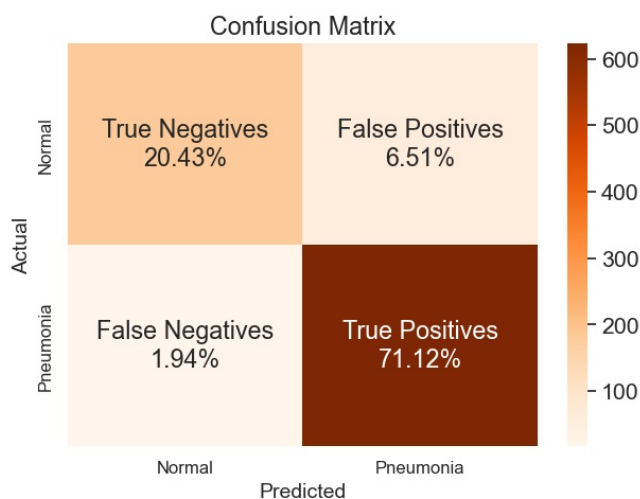 Confusion Matrix
Normal
True Negatives
20.43%
False Positives
6.51%
Actual
Pneumonia
False Negatives
1.94%
True Positives
71.12%
Normal
Pneumonia
Predicted
600
500
400
300
200
100